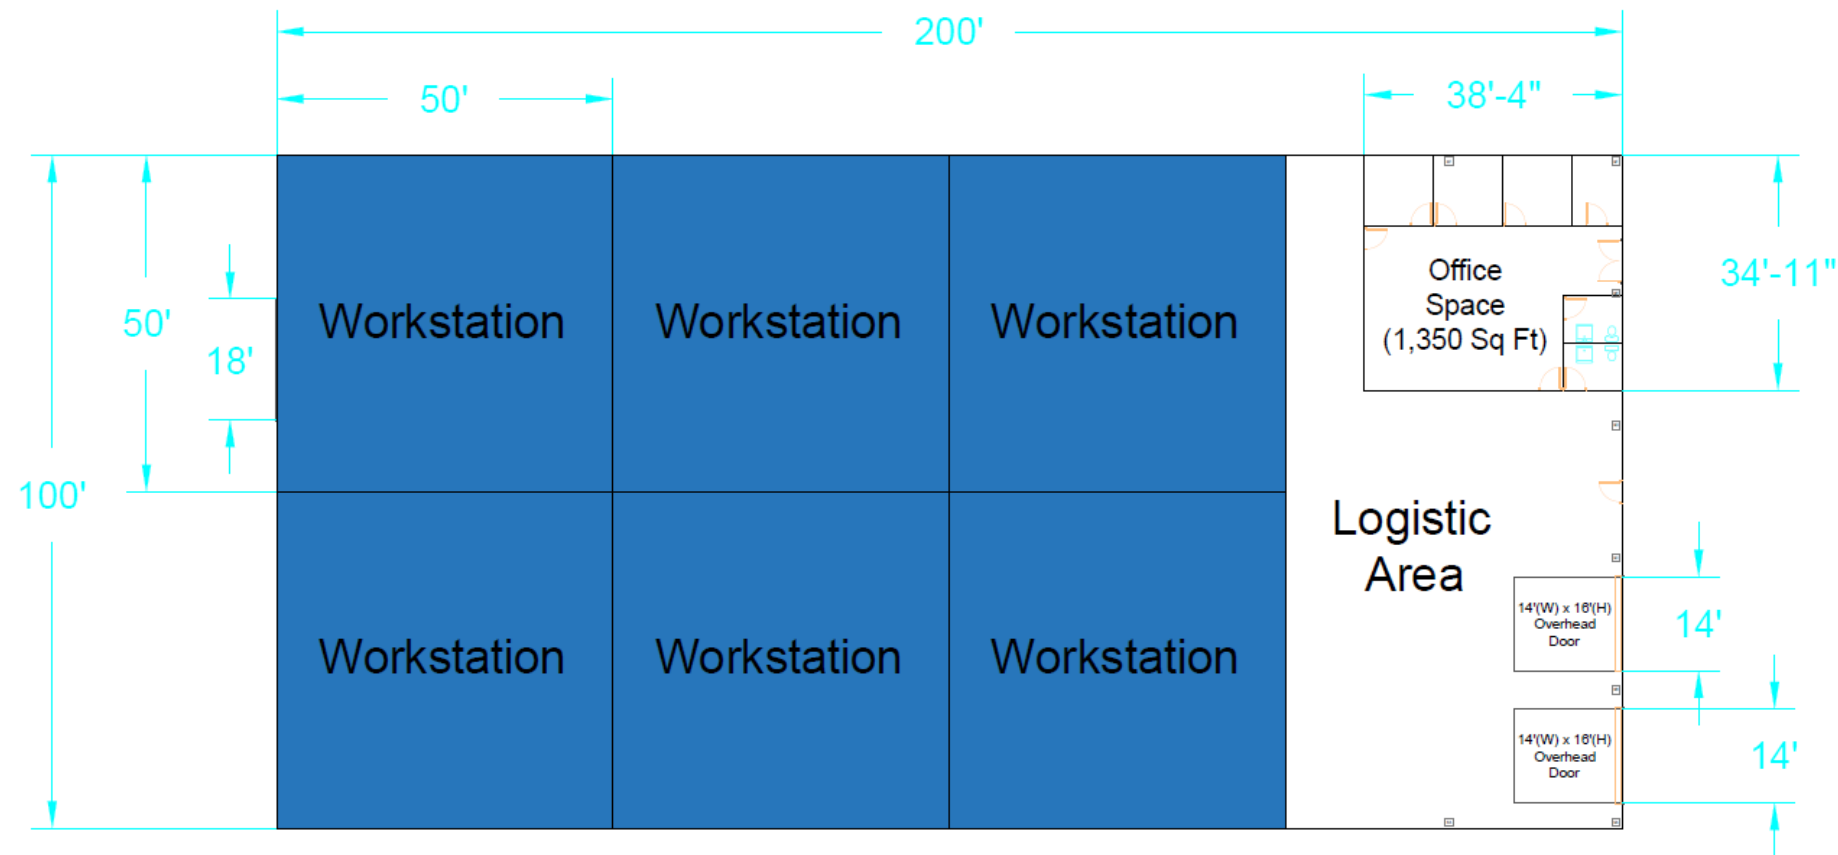 200'
50'
38'-4"
Workstation
Workstation
Workstation
Office
Space
(1,350 Sq Ft)
34'-11"
50'
18'
100'
Logistic
Area
14'(W) x 16'(H)
Overhead
Door
14'
Workstation
Workstation
Workstation
14'(W) x 16'(H)
Overhead
Door
14'